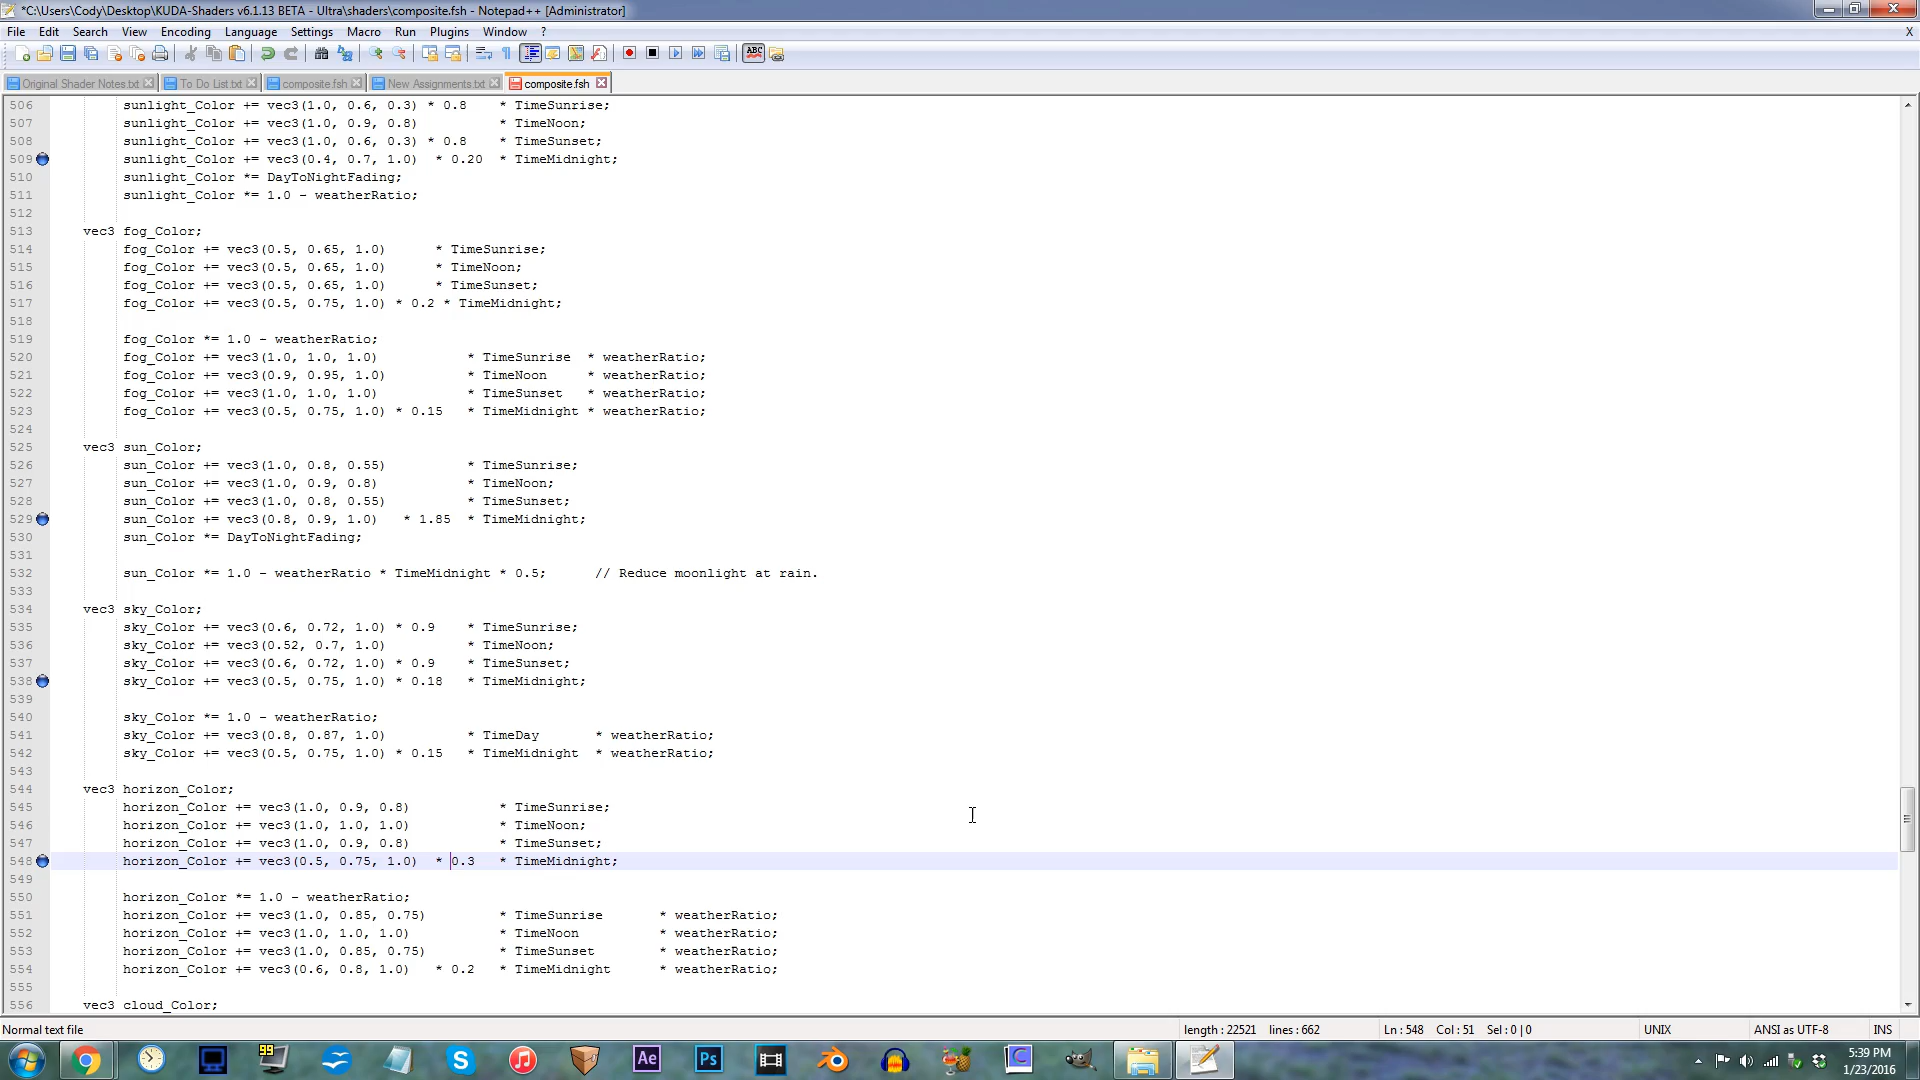 *C:\Users\Cody\Desktop\KUDA-Shaders v6.1.13 BETA - Ultra\shaders\composite.fsh - Notepad++ [Administrator]
File Edit Search View Encoding Language Settings Macro Run Plugins Window ? X
Original Shader Notes.txt To Do List.txt composite.fsh New Assignments.txt composite.fsh
506 sunlight_Color += vec3(1.0, 0.6, 0.3) * 0.8 * TimeSunrise;
507 sunlight_Color += vec3(1.0, 0.9, 0.8) * TimeNoon;
508 sunlight_Color += vec3(1.0, 0.6, 0.3) * 0.8 * TimeSunset;
509 sunlight_Color += vec3(0.4, 0.7, 1.0) * 0.20 * TimeMidnight;
510 sunlight_Color *= DayToNightFading;
511 sunlight_Color *= 1.0 - weatherRatio;
512
513 vec3 fog_Color;
514 fog_Color += vec3(0.5, 0.65, 1.0) * TimeSunrise;
515 fog_Color += vec3(0.5, 0.65, 1.0) * TimeNoon;
516 fog_Color += vec3(0.5, 0.65, 1.0) * TimeSunset;
517 fog_Color += vec3(0.5, 0.75, 1.0) * 0.2 * TimeMidnight;
518
519 fog_Color *= 1.0 - weatherRatio;
520 fog_Color += vec3(1.0, 1.0, 1.0) * TimeSunrise * weatherRatio;
521 fog_Color += vec3(0.9, 0.95, 1.0) * TimeNoon * weatherRatio;
522 fog_Color += vec3(1.0, 1.0, 1.0) * TimeSunset * weatherRatio;
523 fog_Color += vec3(0.5, 0.75, 1.0) * 0.15 * TimeMidnight * weatherRatio;
524
525 vec3 sun_Color;
526 sun_Color += vec3(1.0, 0.8, 0.55) * TimeSunrise;
527 sun_Color += vec3(1.0, 0.9, 0.8) * TimeNoon;
528 sun_Color += vec3(1.0, 0.8, 0.55) * TimeSunset;
529 sun_Color += vec3(0.8, 0.9, 1.0) * 1.85 * TimeMidnight;
530 sun_Color *= DayToNightFading;
531
532 sun_Color *= 1.0 - weatherRatio * TimeMidnight * 0.5; // Reduce moonlight at rain.
533
534 vec3 sky_Color;
535 sky_Color += vec3(0.6, 0.72, 1.0) * 0.9 * TimeSunrise;
536 sky_Color += vec3(0.52, 0.7, 1.0) * TimeNoon;
537 sky_Color += vec3(0.6, 0.72, 1.0) * 0.9 * TimeSunset;
538 sky_Color += vec3(0.5, 0.75, 1.0) * 0.18 * TimeMidnight;
539
540 sky_Color *= 1.0 - weatherRatio;
541 sky_Color += vec3(0.8, 0.87, 1.0) * TimeDay * weatherRatio;
542 sky_Color += vec3(0.5, 0.75, 1.0) * 0.15 * TimeMidnight * weatherRatio;
543
544 vec3 horizon_Color;
545 horizon_Color += vec3(1.0, 0.9, 0.8) * TimeSunrise;
546 horizon_Color += vec3(1.0, 1.0, 1.0) * TimeNoon;
547 horizon_Color += vec3(1.0, 0.9, 0.8) * TimeSunset;
548 horizon_Color += vec3(0.5, 0.75, 1.0) * 0.3 * TimeMidnight;
549
550 horizon_Color *= 1.0 - weatherRatio;
551 horizon_Color += vec3(1.0, 0.85, 0.75) * TimeSunrise * weatherRatio;
552 horizon_Color += vec3(1.0, 1.0, 1.0) * TimeNoon * weatherRatio;
553 horizon_Color += vec3(1.0, 0.85, 0.75) * TimeSunset * weatherRatio;
554 horizon_Color += vec3(0.6, 0.8, 1.0) * 0.2 * TimeMidnight * weatherRatio;
555
556 vec3 cloud_Color;
Normal text file length : 22521 lines : 662 Ln : 548 Col : 51 Sel : 0 | 0 UNIX ANSI as UTF-8 INS
99 Ae Ps 5:39 PM
1/23/2016